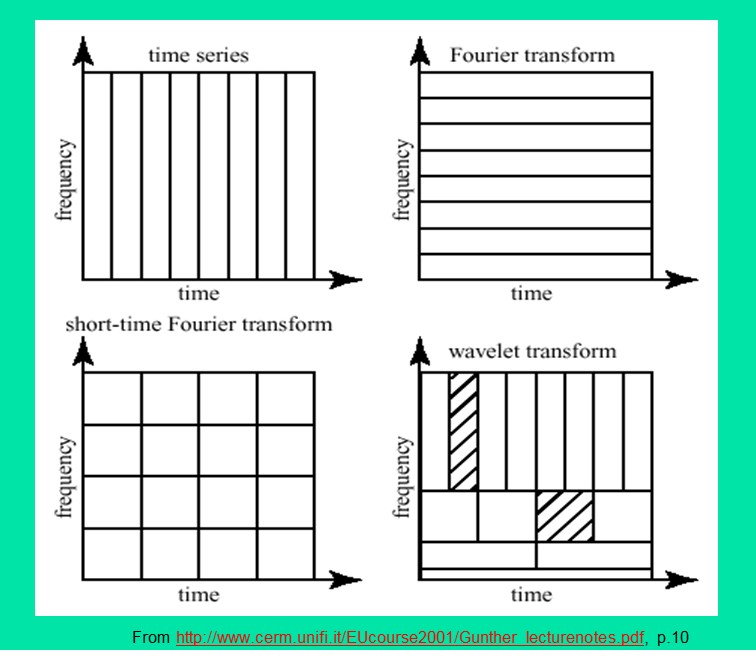 time series
frequency
time
Fourier transform
frequency
time
short-time Fourier transform
frequency
time
wavelet transform
frequency
time
From http://www.cerm.unifi.it/EUcourse2001/Gunther_lecturenotes.pdf, p.10